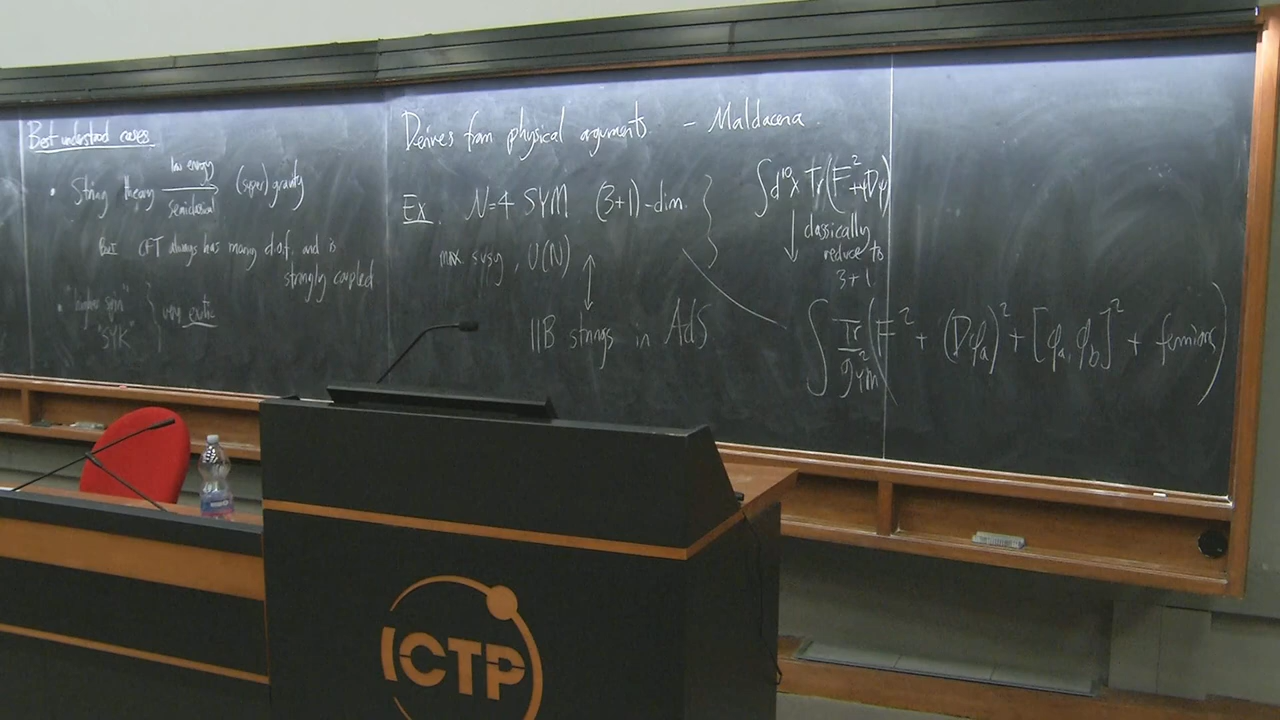 Best understood cases
• String theory low energy → semiclassical (super) gravity
But CFT always has many d.o.f. and is
strongly coupled
• "higher spin"
"SYK" } very exotic
Derives from physical arguments. - Maldacena.
Ex. N=4 SYM (3+1)-dim. }
max susy, U(N)
↕
IIB strings in AdS
∫d¹⁰x Tr(F²+ψDψ)
↓ classically
reduce to
3+1
∫ Tr/g²YM (F² + (Dφa)² + [φa, φb]² + fermions)
ICTP